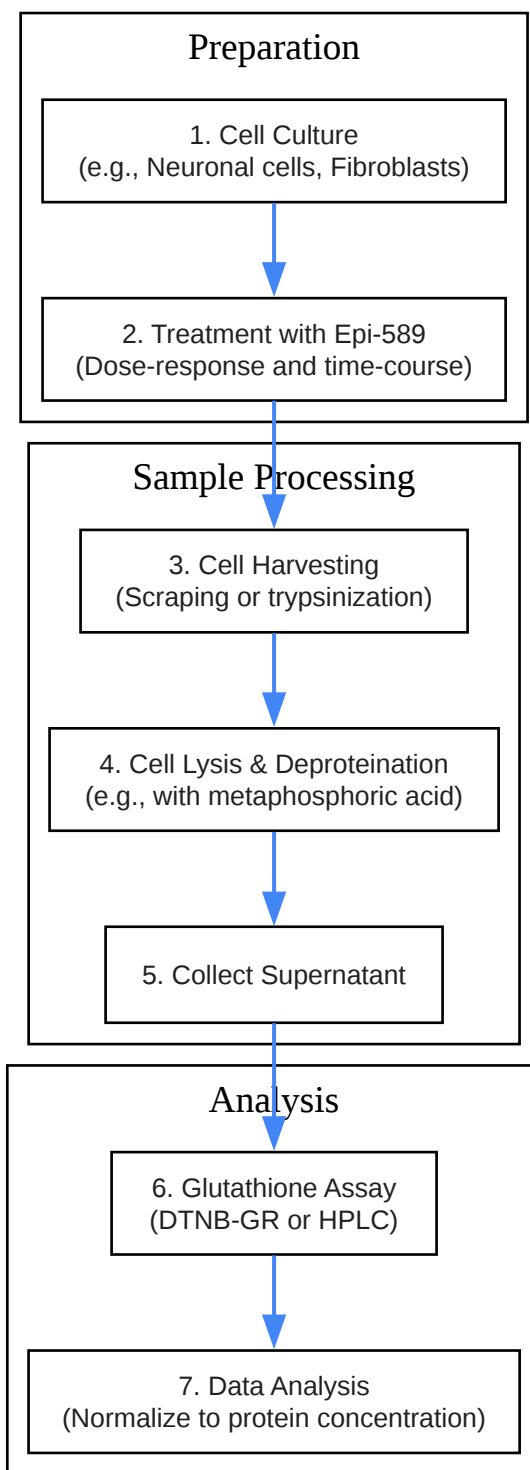 Preparation
1. Cell Culture
(e.g., Neuronal cells, Fibroblasts)
2. Treatment with Epi-589
(Dose-response and time-course)
Sample Processing
3. Cell Harvesting
(Scraping or trypsinization)
4. Cell Lysis & Deproteination
(e.g., with metaphosphoric acid)
5. Collect Supernatant
Analysis
6. Glutathione Assay
(DTNB-GR or HPLC)
7. Data Analysis
(Normalize to protein concentration)